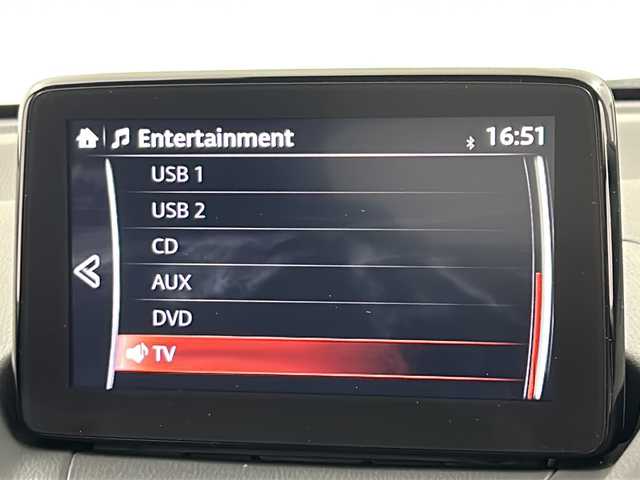 Entertainment 16:51
USB 1
USB 2
CD
AUX
DVD
TV